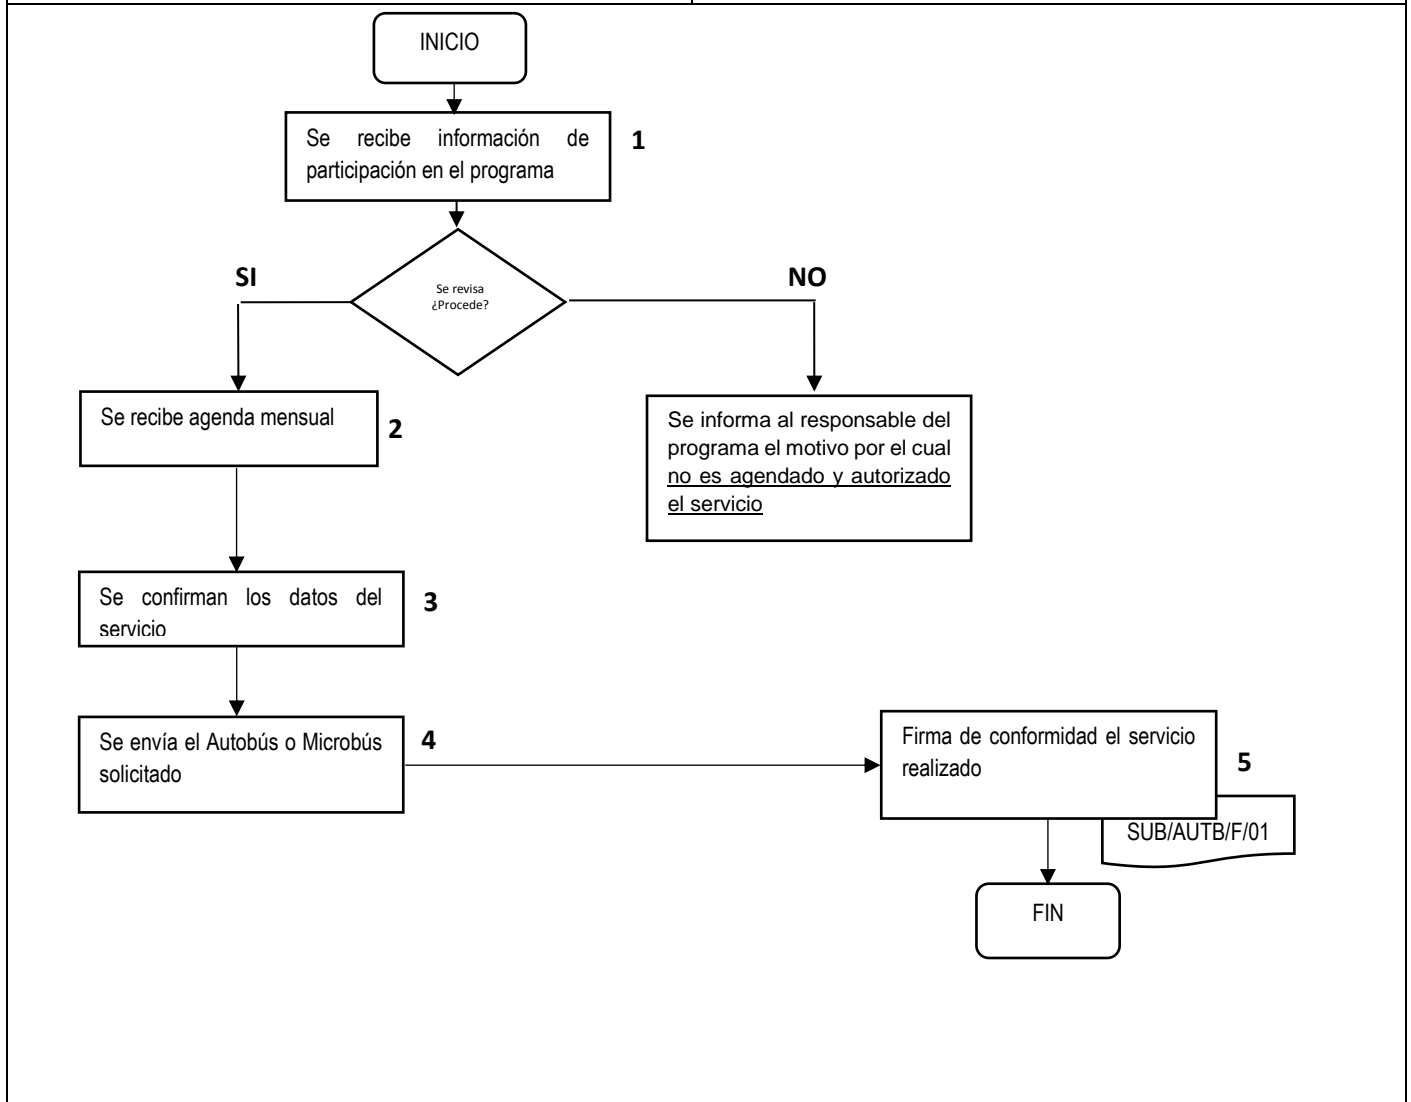 INICIO
Se recibe información de
participación en el programa
1
Se revisa
¿Procede?
SI
NO
Se recibe agenda mensual
2
Se informa al responsable del
programa el motivo por el cual
no es agendado y autorizado
el servicio
Se confirman los datos del
servicio
3
Se envía el Autobús o Microbús
solicitado
4
Firma de conformidad el servicio
realizado
5
SUB/AUTB/F/01
FIN